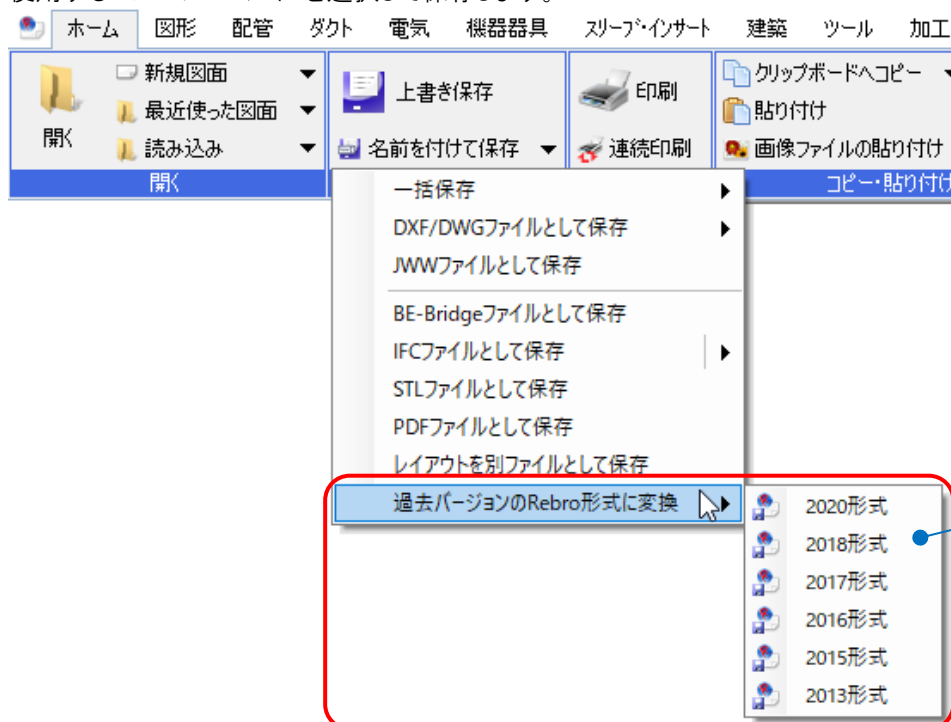 を選択して保存します。
ホーム 図形 配管 ダクト 電気 機器器具 スリーブ・インサート 建築 ツール 加工
開く
新規図面
最近使った図面
読み込み
上書き保存
名前を付けて保存
印刷
連続印刷
クリップボードへコピー
貼り付け
画像ファイルの貼り付け
開く
コピー・貼り付け
一括保存
DXF/DWGファイルとして保存
JWWファイルとして保存
BE-Bridgeファイルとして保存
IFCファイルとして保存
STLファイルとして保存
PDFファイルとして保存
レイアウトを別ファイルとして保存
過去バージョンのRebro形式に変換
2020形式
2018形式
2017形式
2016形式
2015形式
2013形式